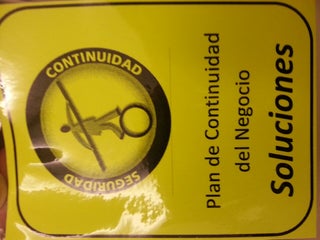 CONTINUIDAD
SEGURIDAD
Plan de Continuidad
del Negocio
Soluciones